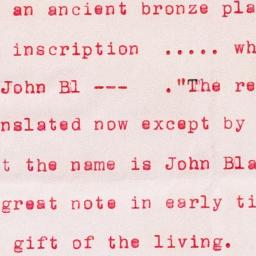 an ancient bronze pla
inscription ..... wh
John Bl --- ."The re
nslated now except by
t the name is John Bla
great note in early ti
gift of the living.